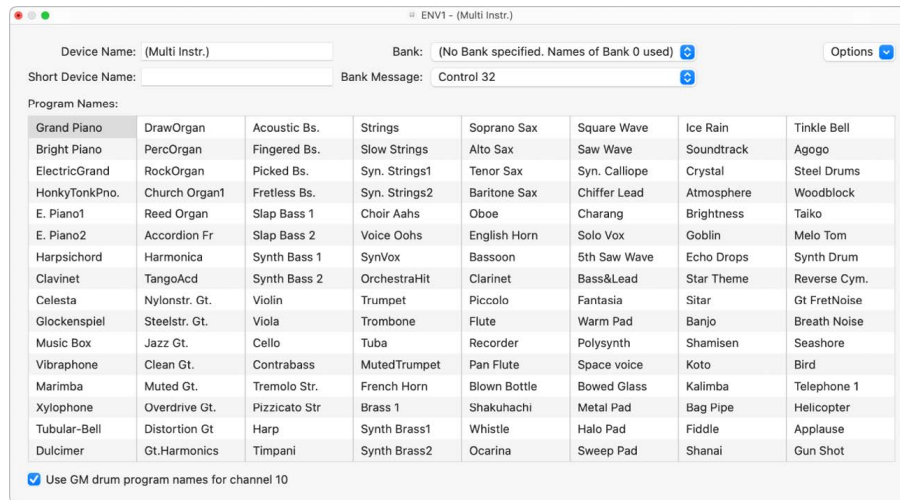 ENV1 - (Multi Instr.)
Device Name: (Multi Instr.) Bank: (No Bank specified. Names of Bank 0 used) Options
Short Device Name: Bank Message: Control 32
Program Names:
Grand Piano DrawOrgan Acoustic Bs. Strings Soprano Sax Square Wave Ice Rain Tinkle Bell
Bright Piano PercOrgan Fingered Bs. Slow Strings Alto Sax Saw Wave Soundtrack Agogo
ElectricGrand RockOrgan Picked Bs. Syn. Strings1 Tenor Sax Syn. Calliope Crystal Steel Drums
HonkyTonkPno. Church Organ1 Fretless Bs. Syn. Strings2 Baritone Sax Chiffer Lead Atmosphere Woodblock
E. Piano1 Reed Organ Slap Bass 1 Choir Aahs Oboe Charang Brightness Taiko
E. Piano2 Accordion Fr Slap Bass 2 Voice Oohs English Horn Solo Vox Goblin Melo Tom
Harpsichord Harmonica Synth Bass 1 SynVox Bassoon 5th Saw Wave Echo Drops Synth Drum
Clavinet TangoAcd Synth Bass 2 OrchestraHit Clarinet Bass&Lead Star Theme Reverse Cym.
Celesta Nylonstr. Gt. Violin Trumpet Piccolo Fantasia Sitar Gt FretNoise
Glockenspiel Steelstr. Gt. Viola Trombone Flute Warm Pad Banjo Breath Noise
Music Box Jazz Gt. Cello Tuba Recorder Polysynth Shamisen Seashore
Vibraphone Clean Gt. Contrabass MutedTrumpet Pan Flute Space voice Koto Bird
Marimba Muted Gt. Tremolo Str. French Horn Blown Bottle Bowed Glass Kalimba Telephone 1
Xylophone Overdrive Gt. Pizzicato Str Brass 1 Shakuhachi Metal Pad Bag Pipe Helicopter
Tubular-Bell Distortion Gt Harp Synth Brass1 Whistle Halo Pad Fiddle Applause
Dulcimer Gt.Harmonics Timpani Synth Brass2 Ocarina Sweep Pad Shanai Gun Shot
Use GM drum program names for channel 10